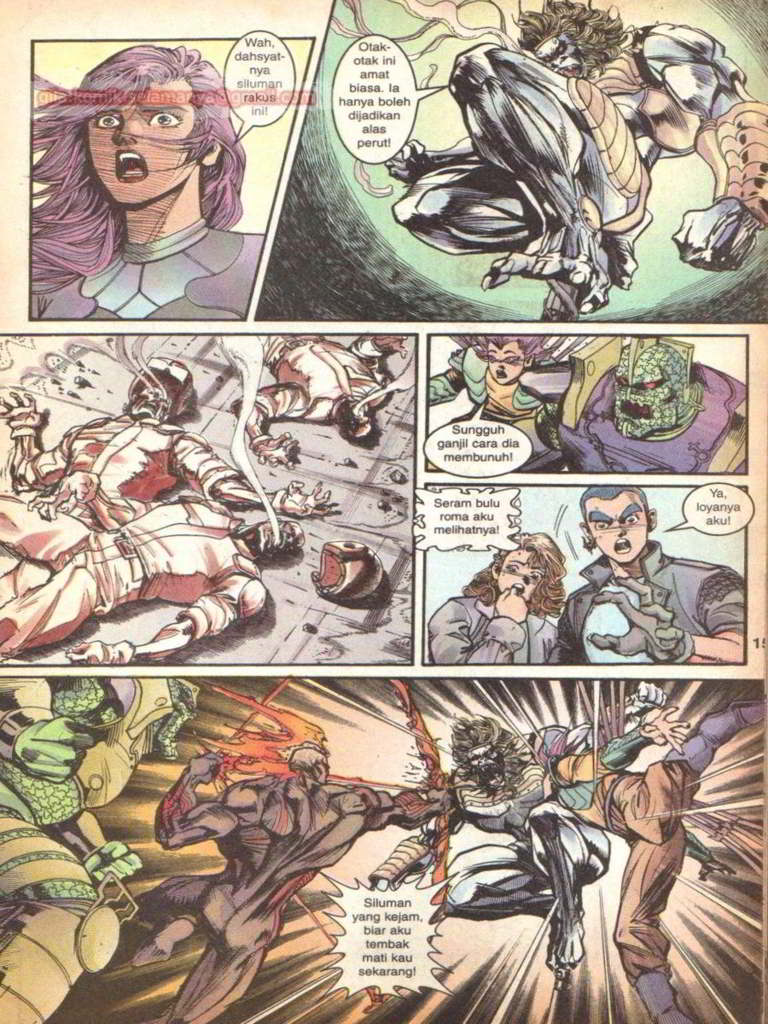 Wah,
dahsyat-
nya
siluman
rakus
ini!
Otak-
otak ini
amat
biasa. Ia
hanya boleh
dijadikan
alas
perut!
Sungguh
ganjil cara dia
membunuh!
Seram bulu
roma aku
melihatnya!
Ya,
loyanya
aku!
15
Siluman
yang kejam,
biar aku
tembak
mati kau
sekarang!